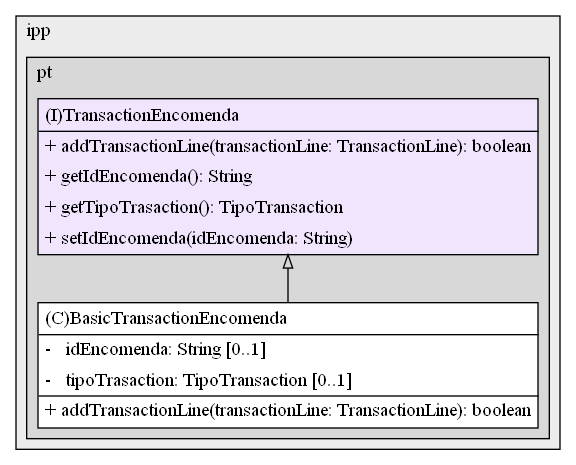 ipp
pt
(I)TransactionEncomenda
+ addTransactionLine(transactionLine: TransactionLine): boolean
+ getIdEncomenda(): String
+ getTipoTrasaction(): TipoTransaction
+ setIdEncomenda(idEncomenda: String)
(C)BasicTransactionEncomenda
- idEncomenda: String [0..1]
- tipoTrasaction: TipoTransaction [0..1]
+ addTransactionLine(transactionLine: TransactionLine): boolean